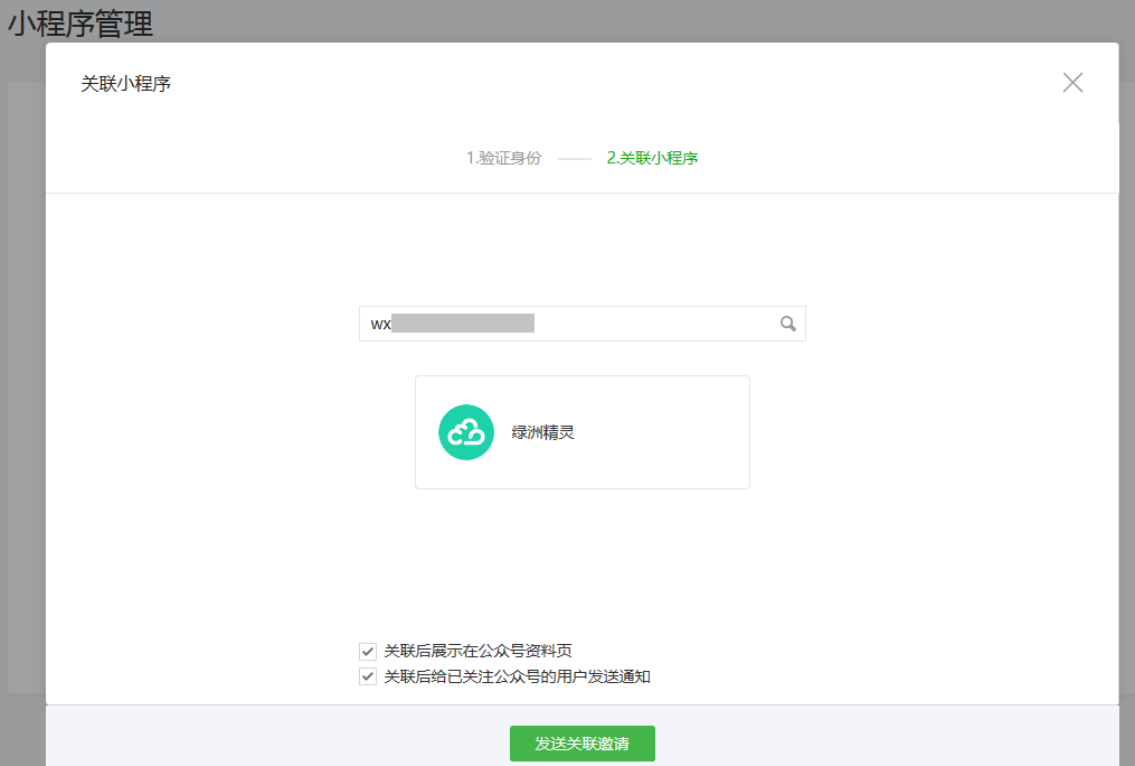 小程序管理
关联小程序
1.验证身份
2.关联小程序
wx
绿洲精灵
关联后展示在公众号资料页
关联后给已关注公众号的用户发送通知
发送关联邀请